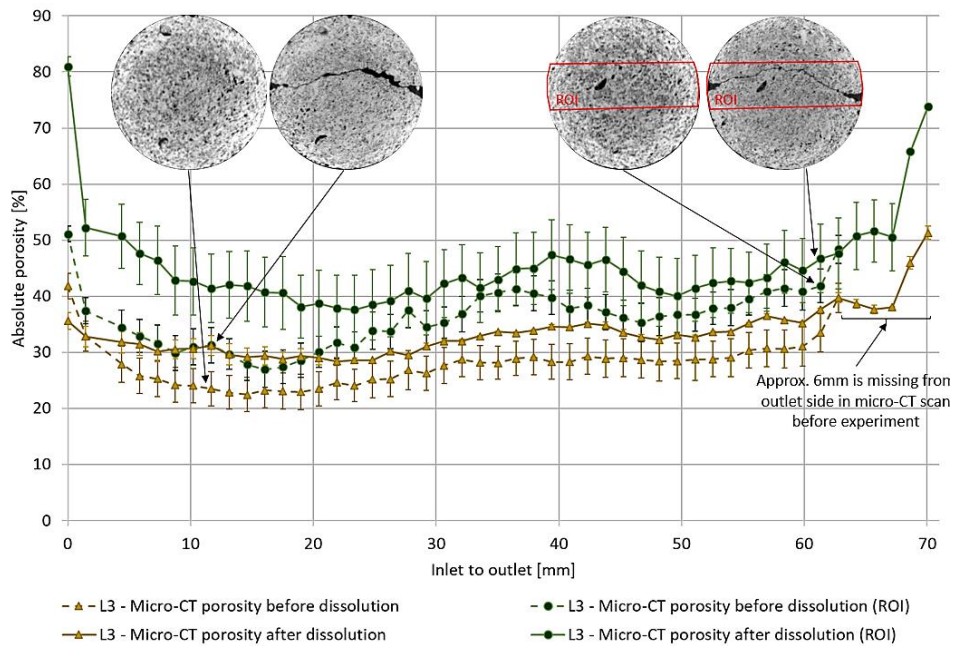 90
80
70
60
50
40
30
20
10
0
Absolute porosity [%]
ROI
ROI
Approx. 6mm is missing from
outlet side in micro-CT scan
before experiment
0 10 20 30 40 50 60 70
Inlet to outlet [mm]
L3 - Micro-CT porosity before dissolution
L3 - Micro-CT porosity before dissolution (ROI)
L3 - Micro-CT porosity after dissolution
L3 - Micro-CT porosity after dissolution (ROI)